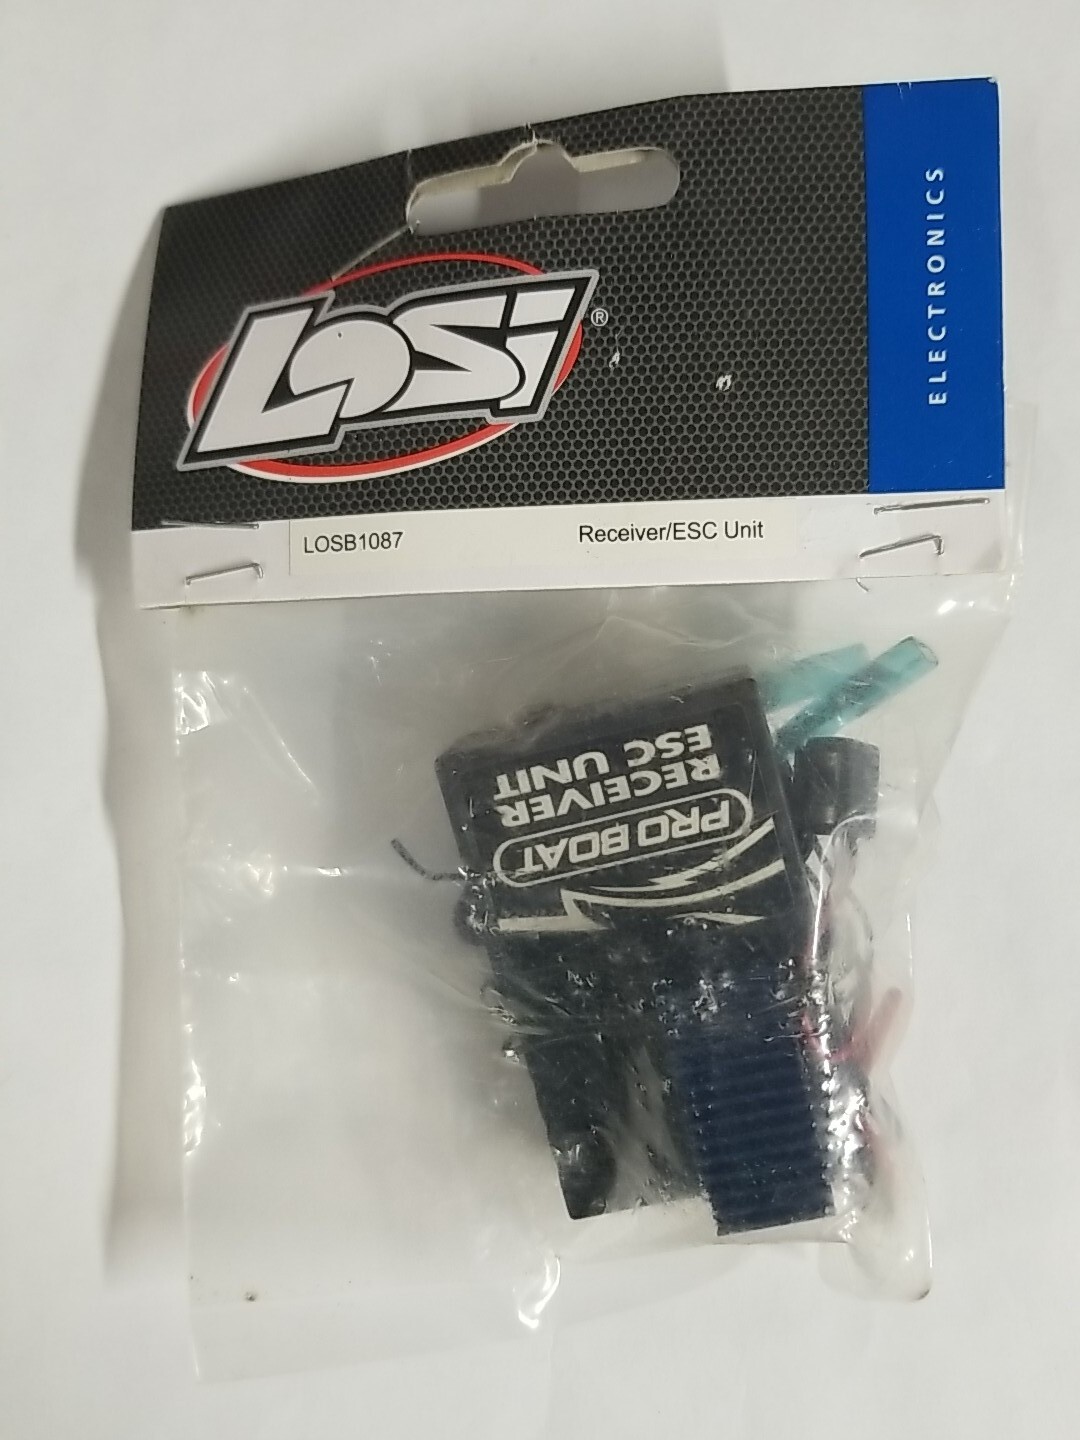 ELECTRONICS
LOSi®
LOSB1087 Receiver/ESC Unit
PRO BOAT
RECEIVER
ESC UNIT